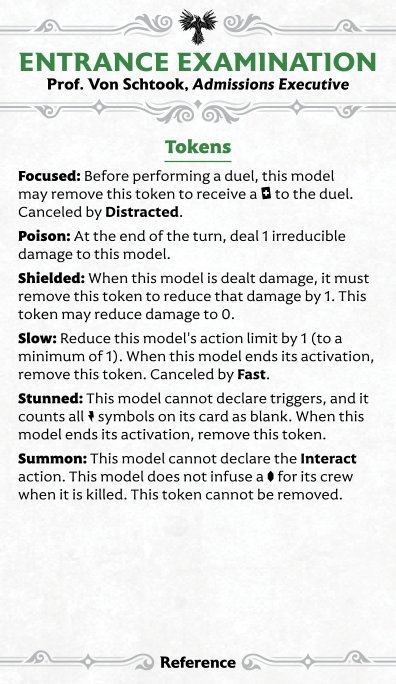 ENTRANCE EXAMINATION
Prof. Von Schtook, Admissions Executive
Tokens
Focused: Before performing a duel, this model
may remove this token to receive a + to the duel.
Canceled by Distracted.
Poison: At the end of the turn, deal 1 irreducible
damage to this model.
Shielded: When this model is dealt damage, it must
remove this token to reduce that damage by 1. This
token may reduce damage to 0.
Slow: Reduce this model's action limit by 1 (to a
minimum of 1). When this model ends its activation,
remove this token. Canceled by Fast.
Stunned: This model cannot declare triggers, and it
counts all symbols on its card as blank. When this
model ends its activation, remove this token.
Summon: This model cannot declare the Interact
action. This model does not infuse a for its crew
when it is killed. This token cannot be removed.
Reference